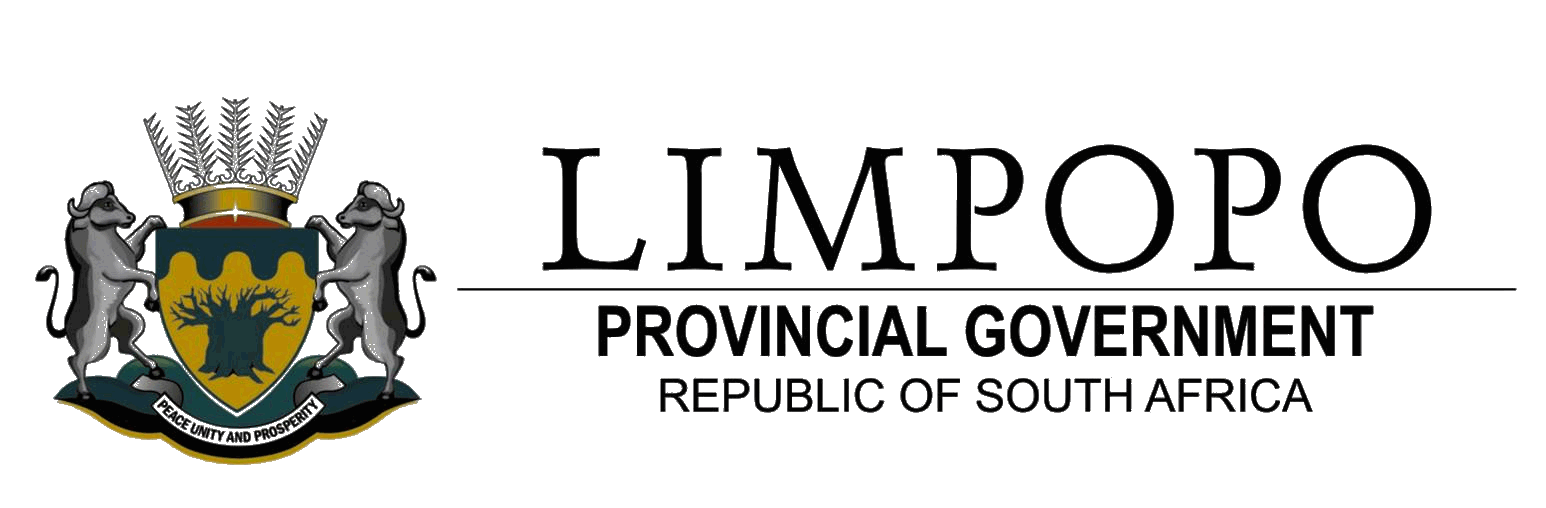 LIMPOPO
PROVINCIAL GOVERNMENT
REPUBLIC OF SOUTH AFRICA
PEACE UNITY AND PROSPERITY